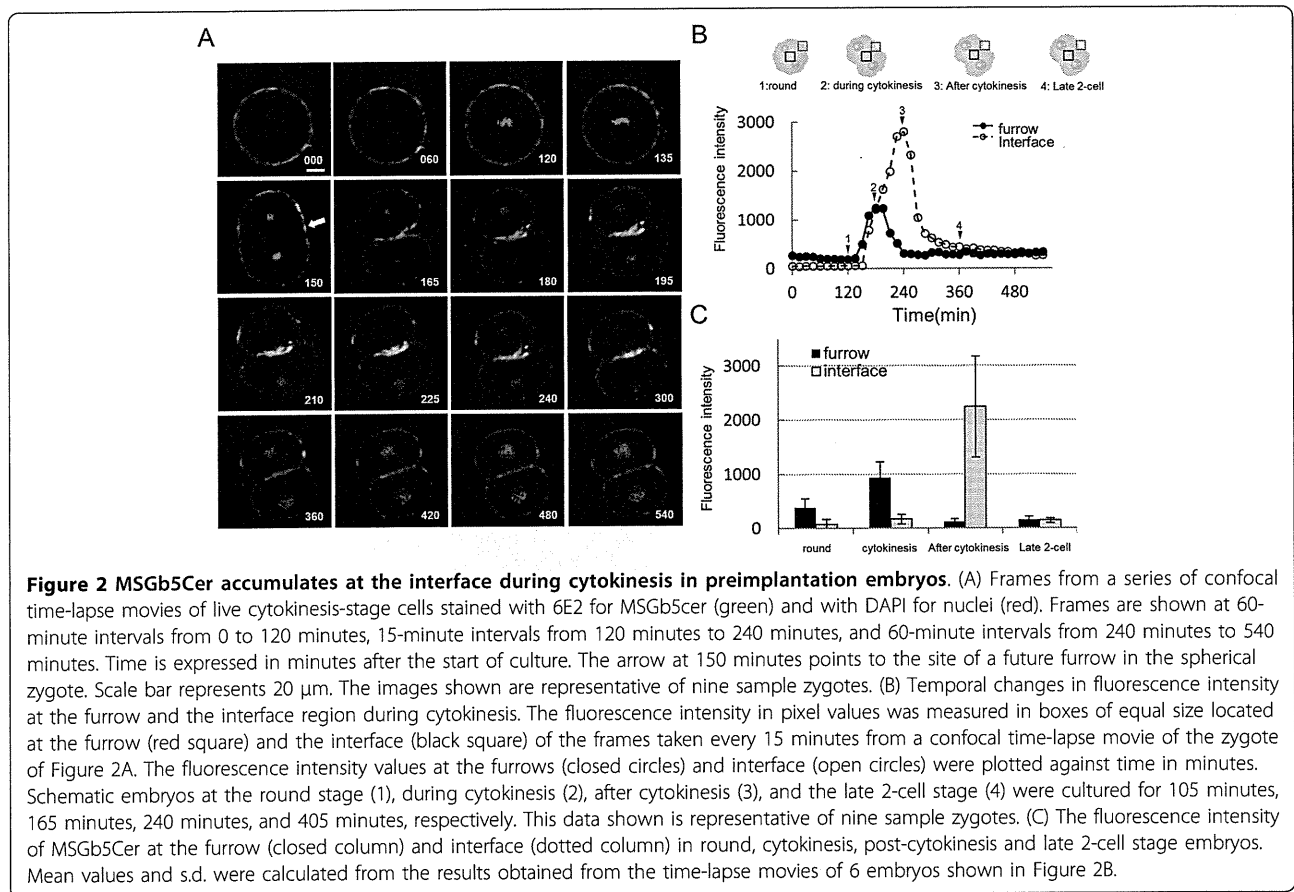 A
000
060
120
135
150
165
180
195
210
225
240
300
360
420
480
540
B
1:round 2: during cytokinesis 3: After cytokinesis 4: Late 2-cell
Fluorescence intensity
3000
2000
1000
0
furrow
Interface
1
2
3
4
0 120 240 360 480
Time(min)
C
Fluorescence intensity
3000
2000
1000
0
furrow
interface
round cytokinesis After cytokinesis Late 2-cell
Figure 2 MSGb5Cer accumulates at the interface during cytokinesis in preimplantation embryos. (A) Frames from a series of confocal
time-lapse movies of live cytokinesis-stage cells stained with 6E2 for MSGb5cer (green) and with DAPI for nuclei (red). Frames are shown at 60-
minute intervals from 0 to 120 minutes, 15-minute intervals from 120 minutes to 240 minutes, and 60-minute intervals from 240 minutes to 540
minutes. Time is expressed in minutes after the start of culture. The arrow at 150 minutes points to the site of a future furrow in the spherical
zygote. Scale bar represents 20 μm. The images shown are representative of nine sample zygotes. (B) Temporal changes in fluorescence intensity
at the furrow and the interface region during cytokinesis. The fluorescence intensity in pixel values was measured in boxes of equal size located
at the furrow (red square) and the interface (black square) of the frames taken every 15 minutes from a confocal time-lapse movie of the zygote
of Figure 2A. The fluorescence intensity values at the furrows (closed circles) and interface (open circles) were plotted against time in minutes.
Schematic embryos at the round stage (1), during cytokinesis (2), after cytokinesis (3), and the late 2-cell stage (4) were cultured for 105 minutes,
165 minutes, 240 minutes, and 405 minutes, respectively. This data shown is representative of nine sample zygotes. (C) The fluorescence intensity
of MSGb5Cer at the furrow (closed column) and interface (dotted column) in round, cytokinesis, post-cytokinesis and late 2-cell stage embryos.
Mean values and s.d. were calculated from the results obtained from the time-lapse movies of 6 embryos shown in Figure 2B.